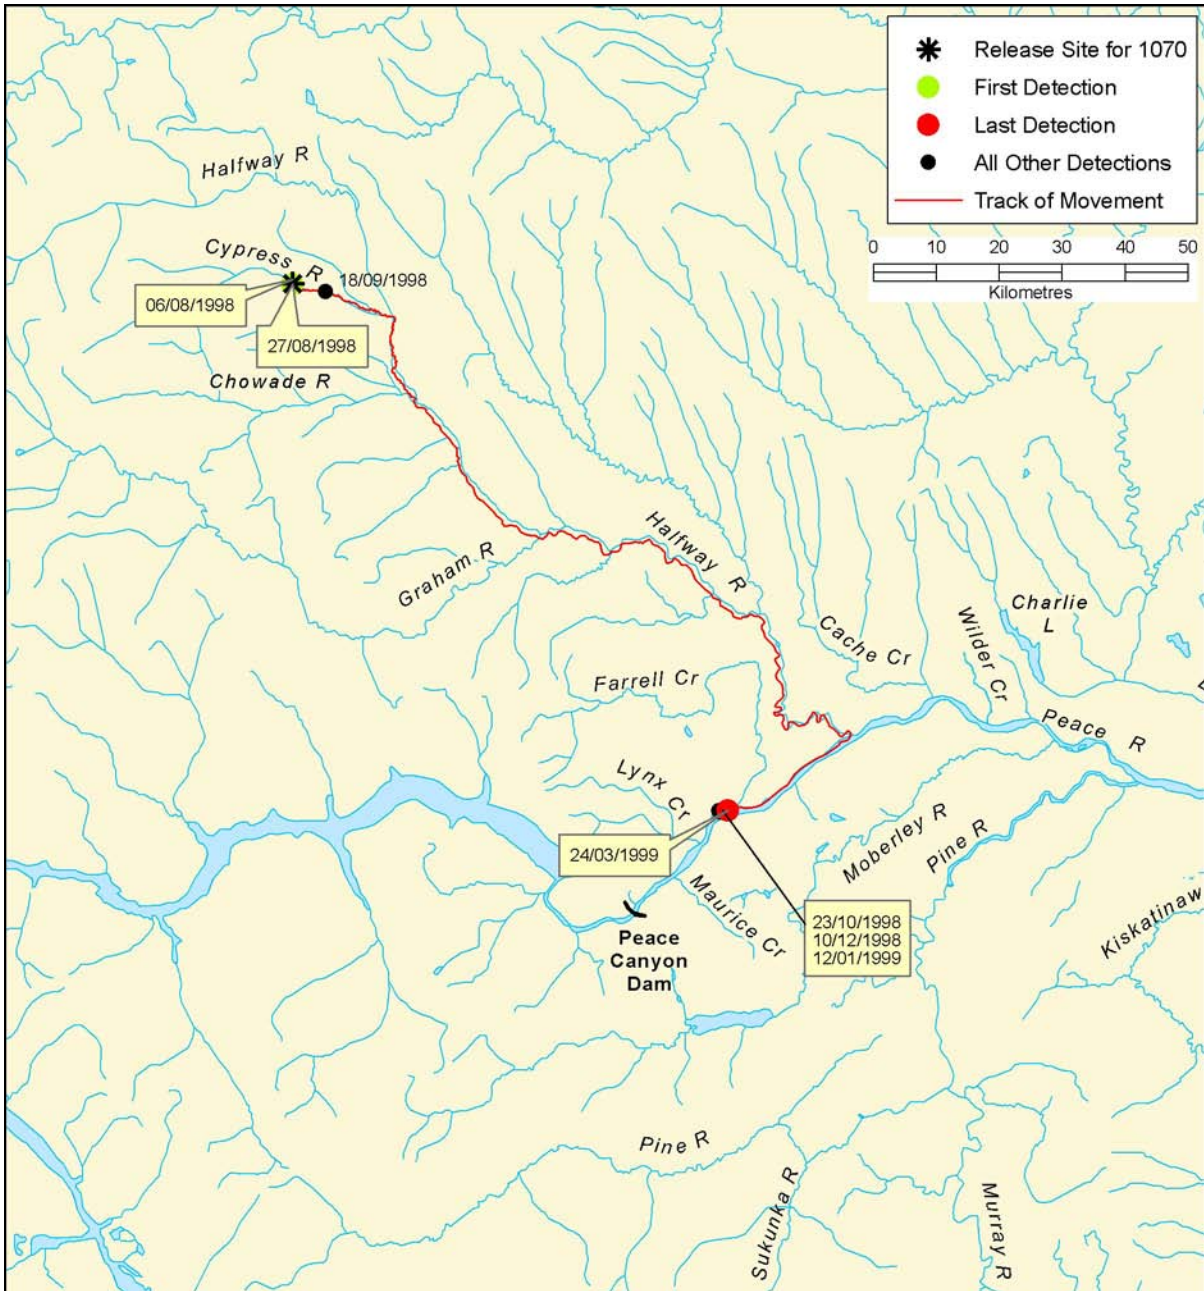 Release Site for 1070
First Detection
Last Detection
All Other Detections
Track of Movement
0 10 20 30 40 50
Kilometres
Halfway R
Cypress R
18/09/1998
06/08/1998
27/08/1998
Chowade R
Halfway R
Graham R
Charlie
L
Cache Cr
Wilder Cr
Farrell Cr
Peace R
Lynx Cr
24/03/1999
Moberley R
Pine R
Maurice Cr
23/10/1998
10/12/1998
12/01/1999
Kiskatinaw
Peace
Canyon
Dam
Pine R
Sukunka R
Murray R